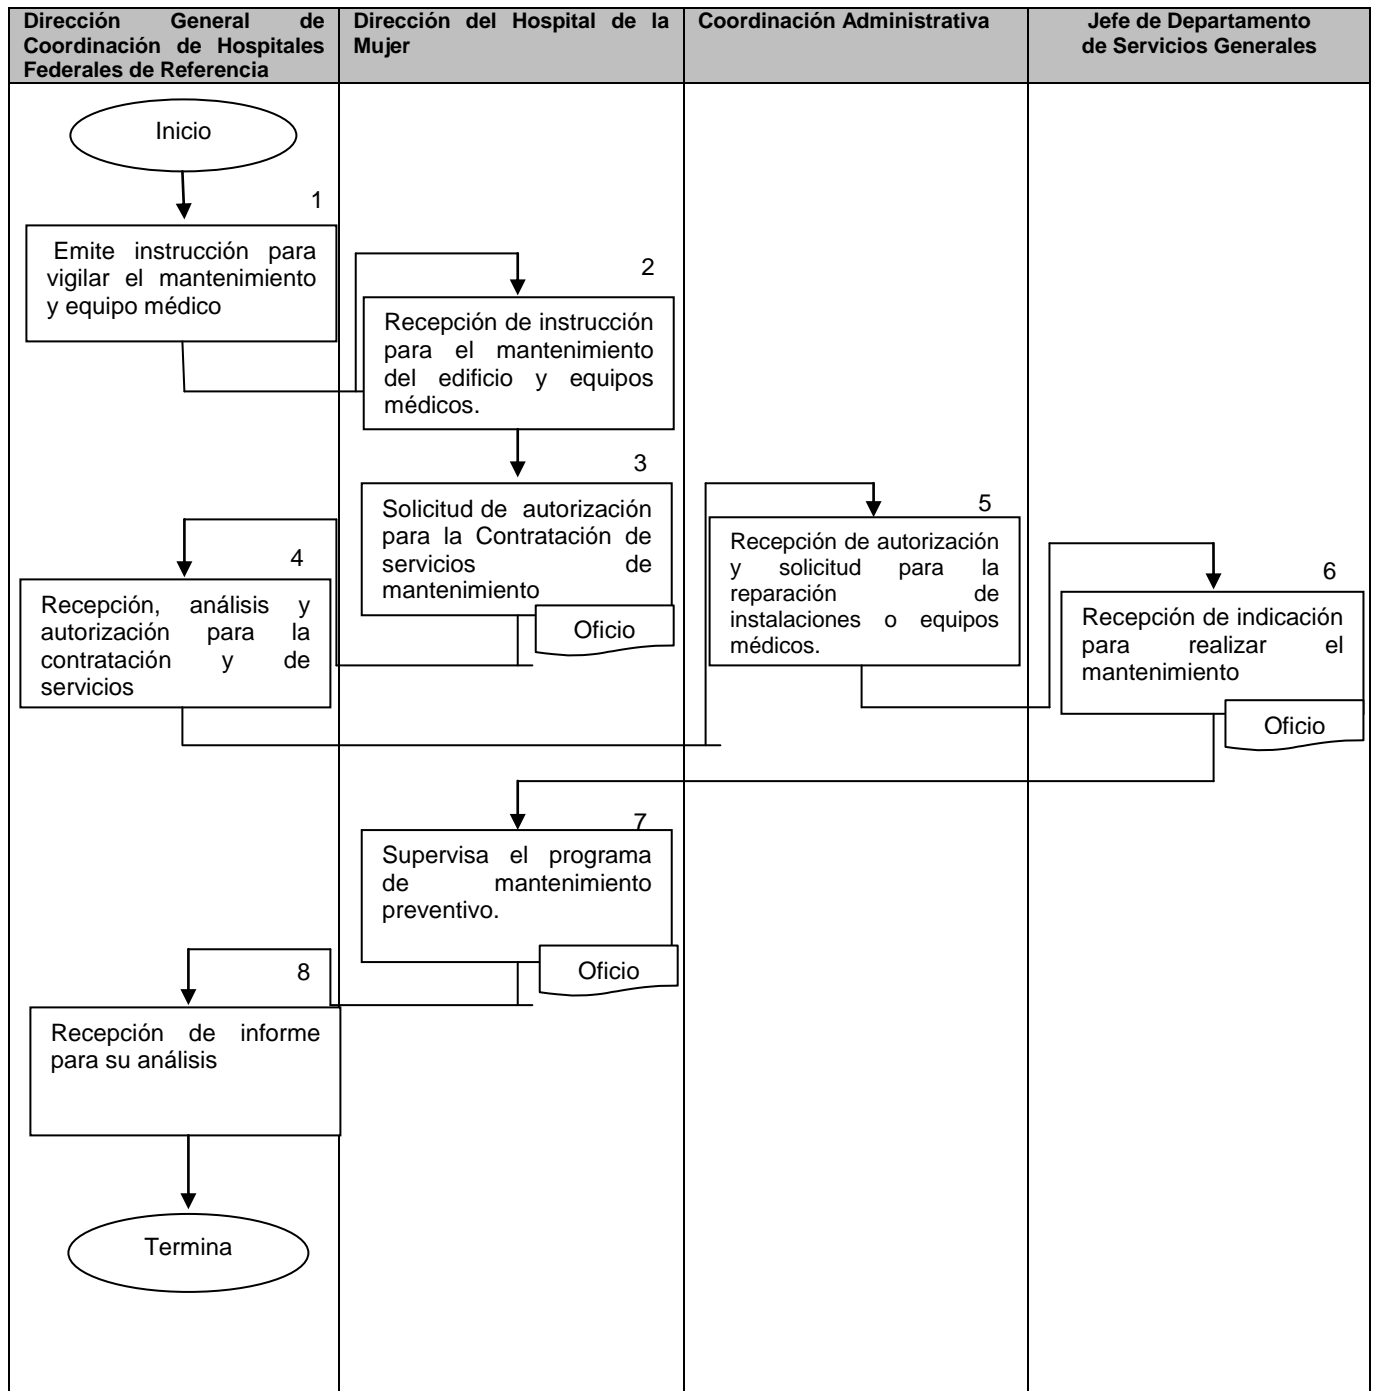 Dirección General de
Coordinación de Hospitales
Federales de Referencia
Dirección del Hospital de la
Mujer
Coordinación Administrativa
Jefe de Departamento
de Servicios Generales
Inicio
1
Emite instrucción para
vigilar el mantenimiento
y equipo médico
2
Recepción de instrucción
para el mantenimiento
del edificio y equipos
médicos.
3
Solicitud de autorización
para la Contratación de
servicios de
mantenimiento
Oficio
4
Recepción, análisis y
autorización para la
contratación y de
servicios
5
Recepción de autorización
y solicitud para la
reparación de
instalaciones o equipos
médicos.
6
Recepción de indicación
para realizar el
mantenimiento
Oficio
7
Supervisa el programa
de mantenimiento
preventivo.
Oficio
8
Recepción de informe
para su análisis
Termina